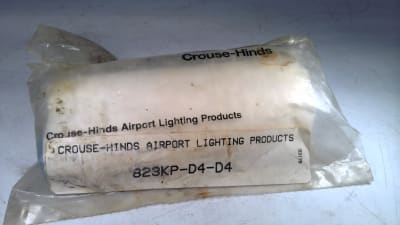 Crouse-Hinds
Crouse-Hinds Airport Lighting Products
CROUSE-HINDS AIRPORT LIGHTING PRODUCTS
823KP-D4-D4